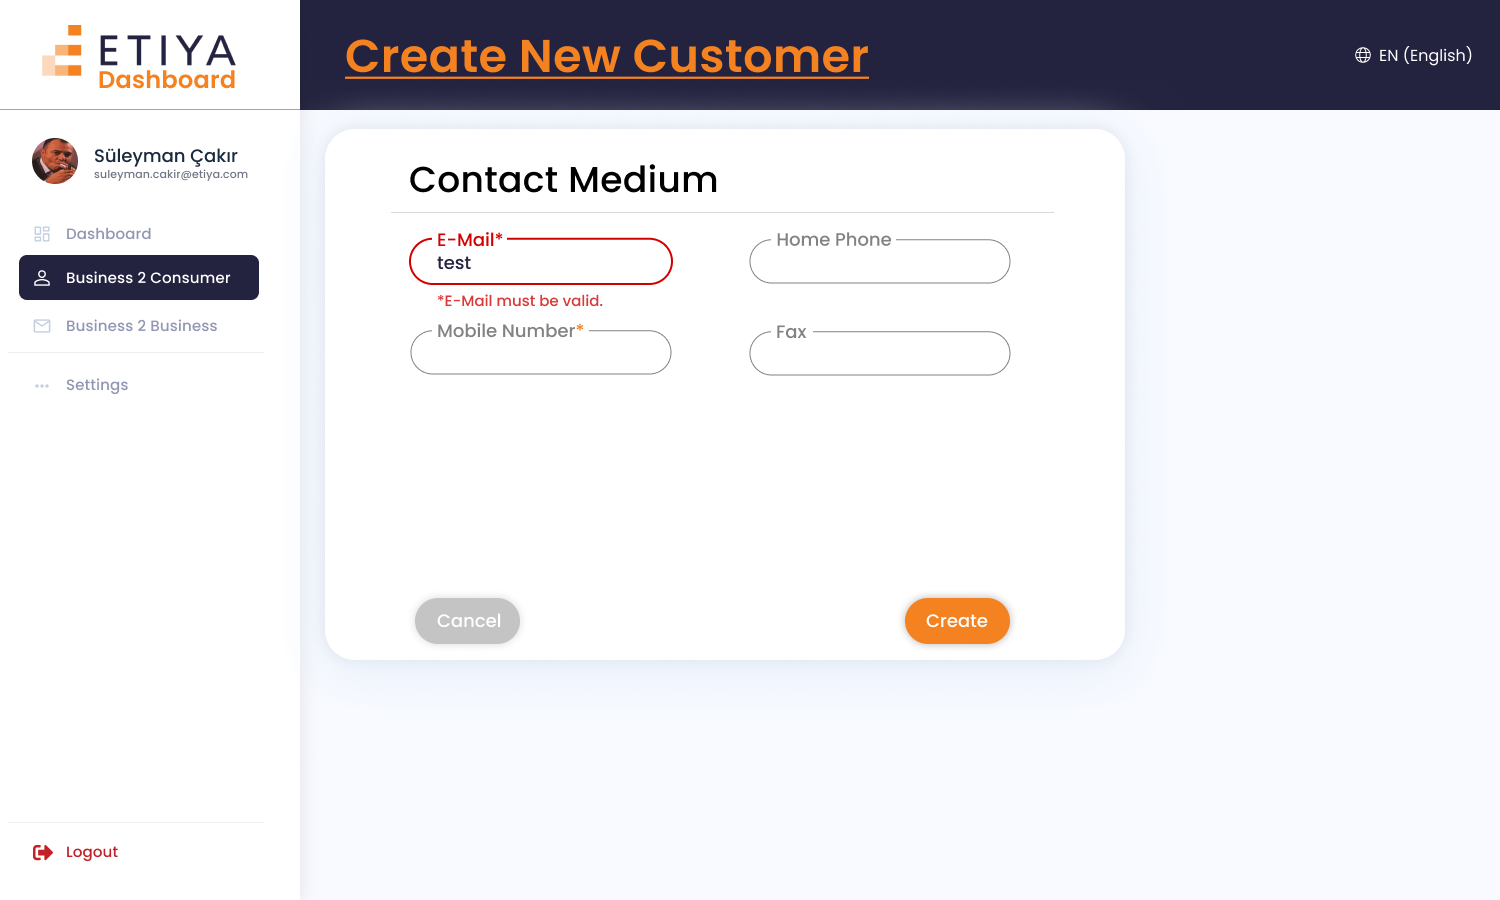 ETIYA
Dashboard
Create New Customer
EN (English)
Süleyman Çakır
suleyman.cakir@etiya.com
Dashboard
Business 2 Consumer
Business 2 Business
Settings
Logout
Contact Medium
E-Mail*
test
*E-Mail must be valid.
Home Phone
Mobile Number*
Fax
Cancel
Create